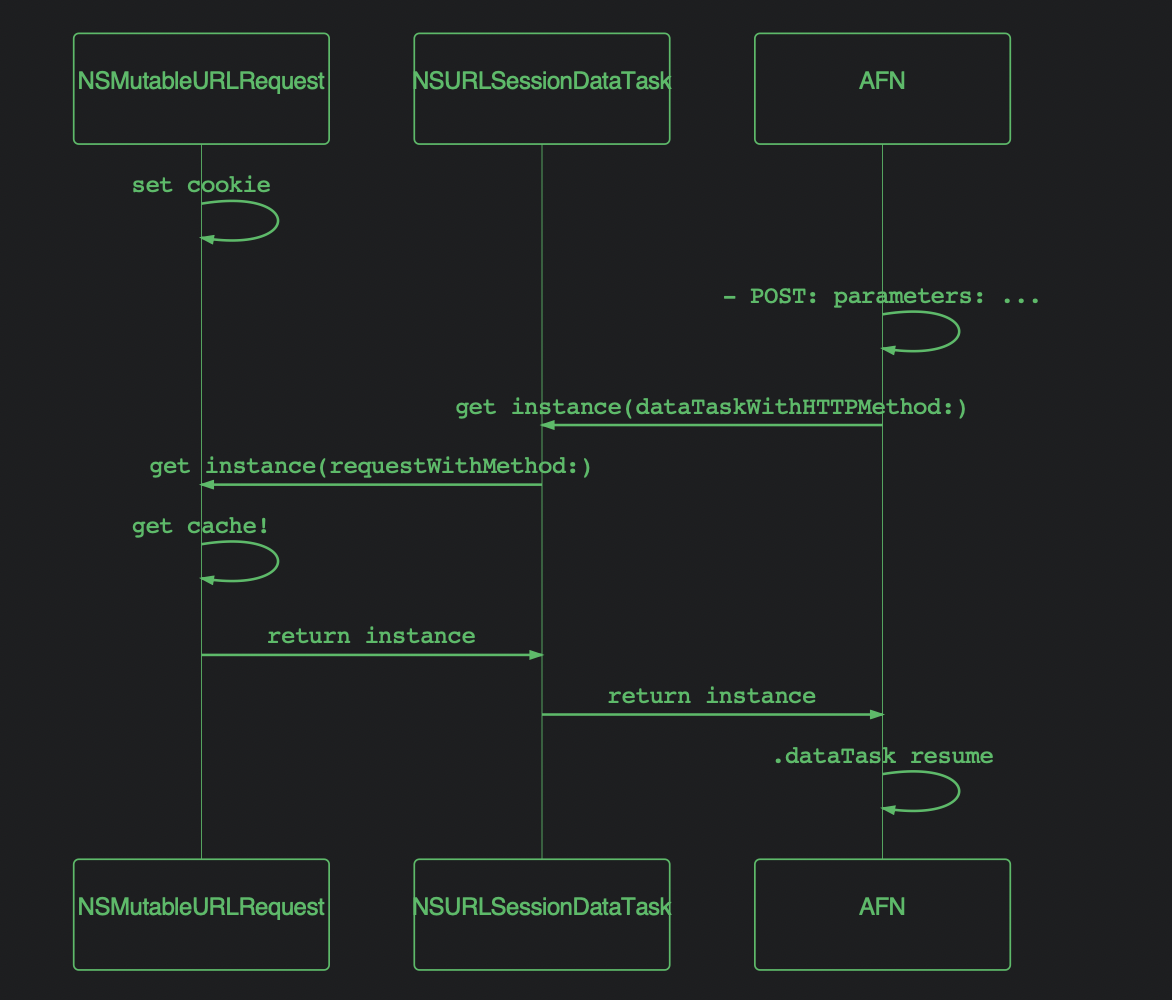 NSMutableURLRequest
NSURLSessionDataTask
AFN
set cookie
- POST: parameters: ...
get instance(dataTaskWithHTTPMethod:)
get instance(requestWithMethod:)
get cache!
return instance
return instance
.dataTask resume
NSMutableURLRequest
NSURLSessionDataTask
AFN